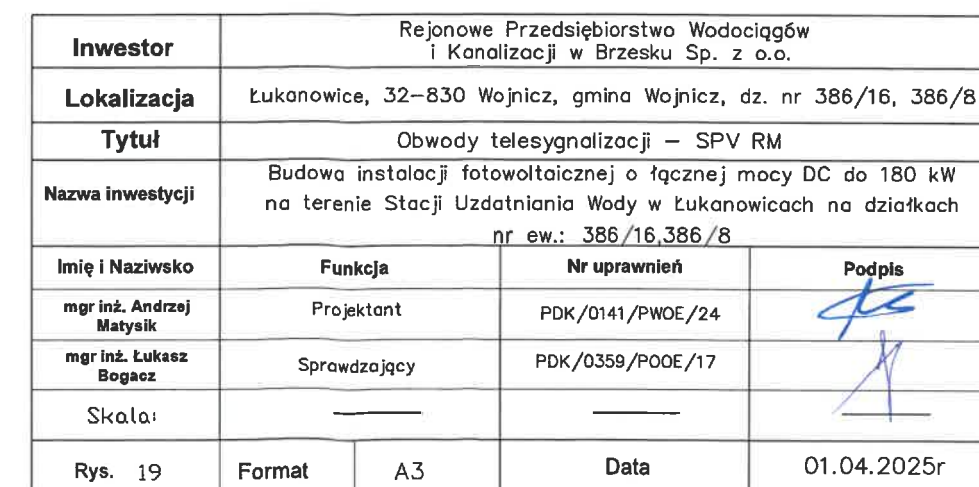 Inwestor
Rejonowe Przedsiębiorstwo Wodociągów
i Kanalizacji w Brzesku Sp. z o.o.
Lokalizacja
Łukanowice, 32-830 Wojnicz, gmina Wojnicz, dz. nr 386/16, 386/8
Tytuł
Obwody telesygnalizacji – SPV RM
Nazwa inwestycji
Budowa instalacji fotowoltaicznej o łącznej mocy DC do 180 kW
na terenie Stacji Uzdatniania Wody w Łukanowicach na działkach
nr ew.: 386/16,386/8
Imię i Naziwsko Funkcja Nr uprawnień Podpis
mgr inż. Andrzej
Matysik
Projektant PDK/0141/PWOE/24
mgr inż. Łukasz
Bogacz
Sprawdzający PDK/0359/POOE/17
Skala:
Rys. 19 Format A3 Data 01.04.2025r